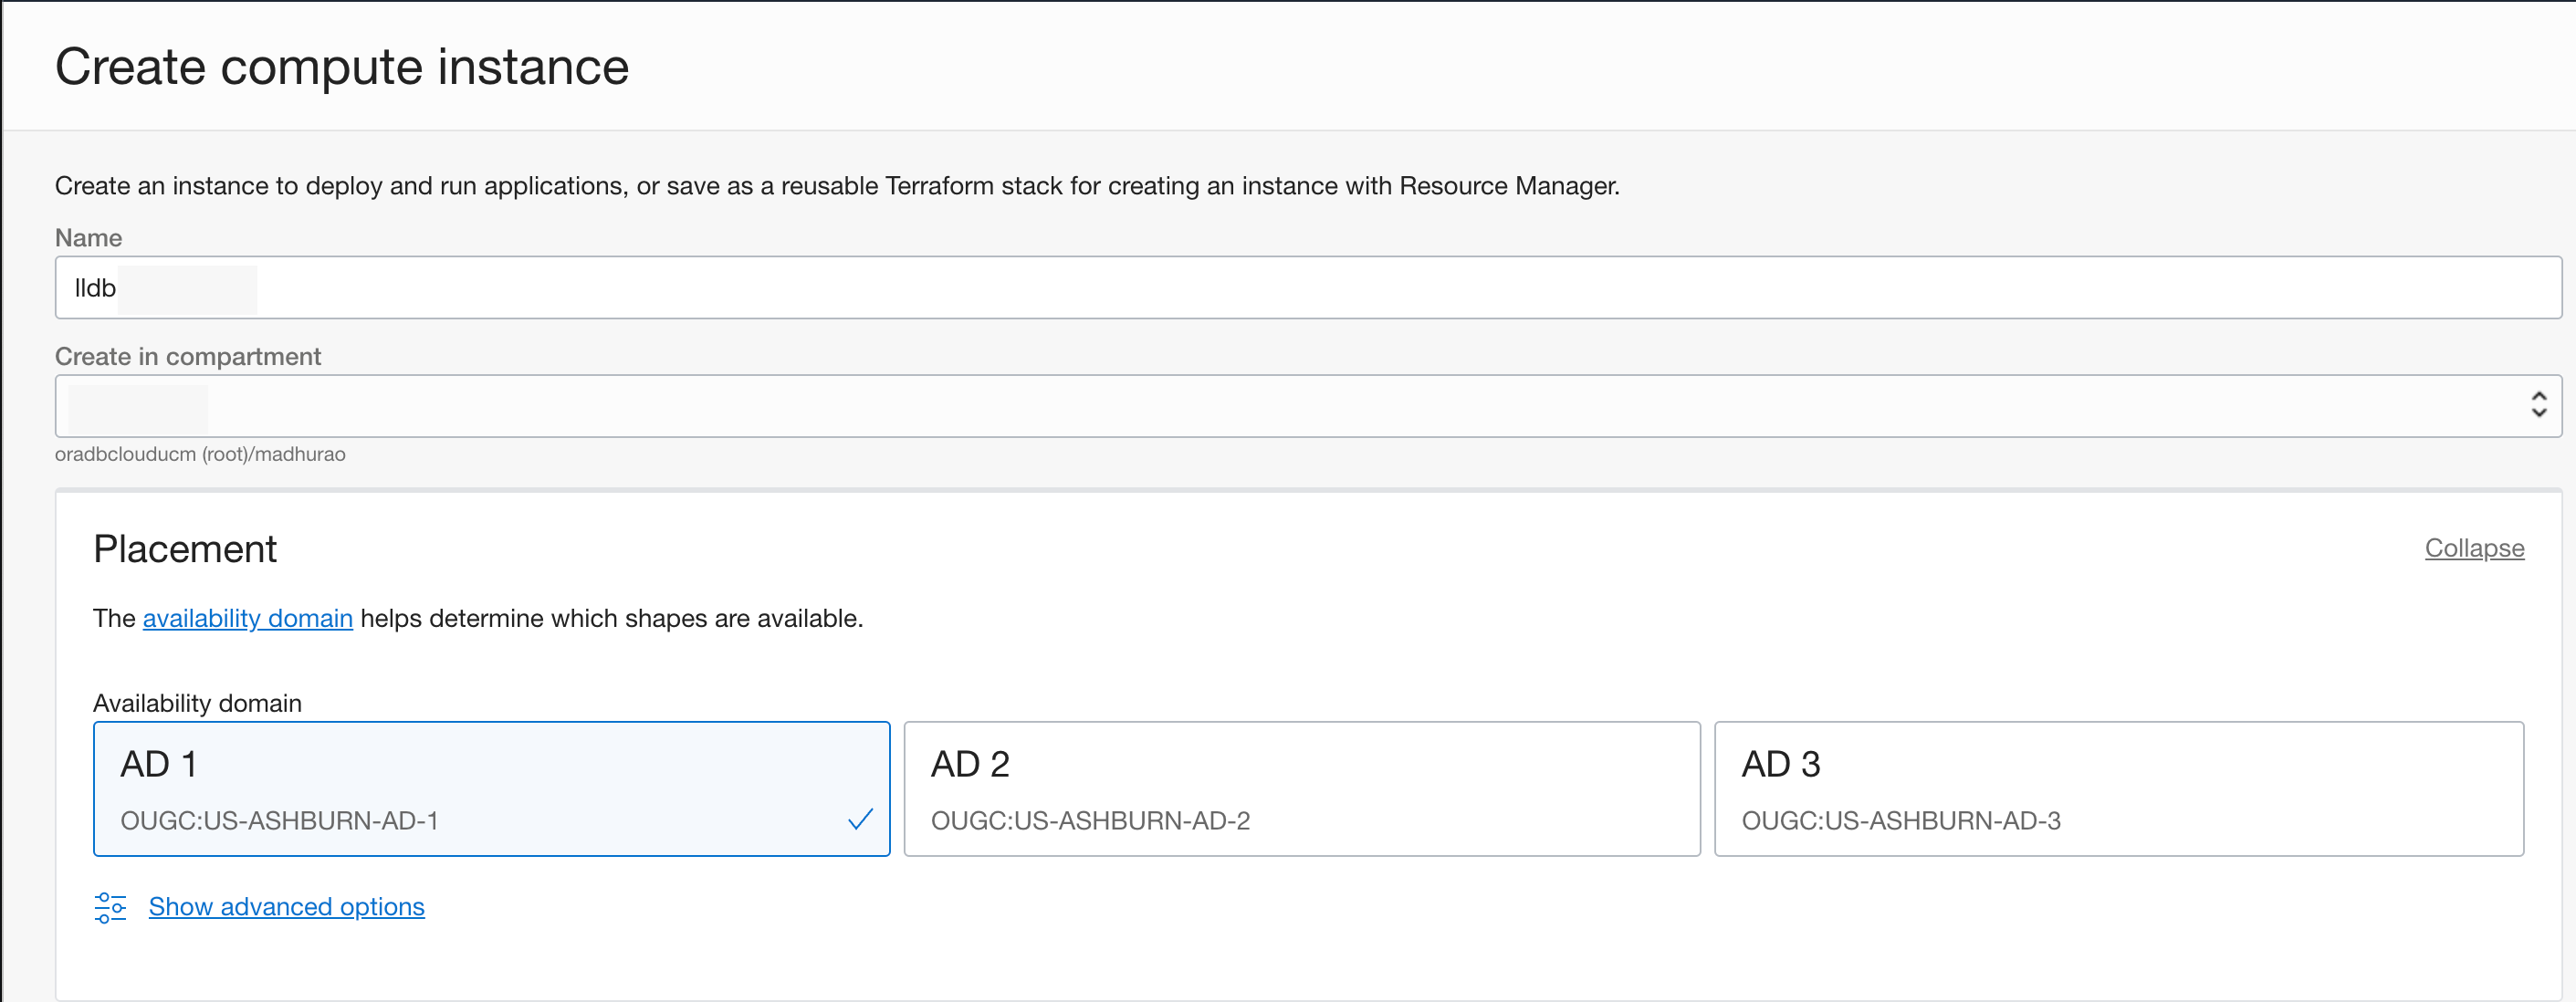 Create compute instance
Create an instance to deploy and run applications, or save as a reusable Terraform stack for creating an instance with Resource Manager.
Name
lldb
Create in compartment
oradbclouducm (root)/madhurao
Placement
Collapse
The availability domain helps determine which shapes are available.
Availability domain
AD 1
OUGC:US-ASHBURN-AD-1
AD 2
OUGC:US-ASHBURN-AD-2
AD 3
OUGC:US-ASHBURN-AD-3
Show advanced options